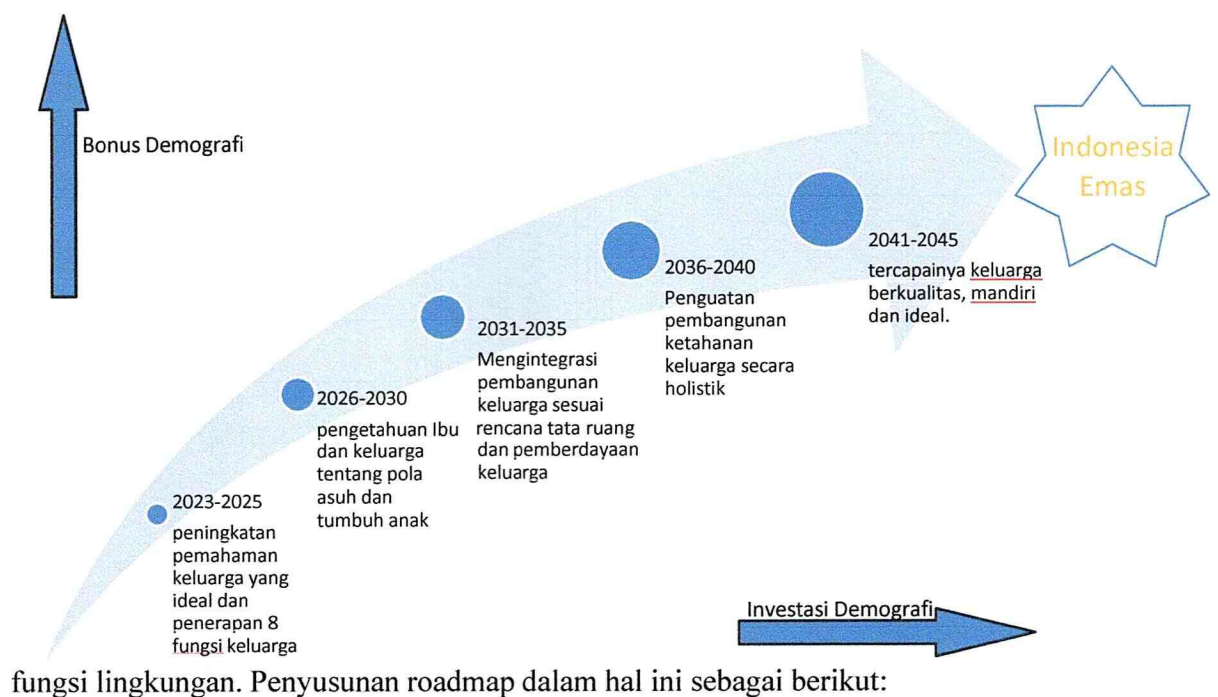 Bonus Demografi
Indonesia
Emas
2041-2045
tercapainya keluarga
berkualitas, mandiri
dan ideal.
2036-2040
Penguatan
pembangunan
ketahanan
keluarga secara
holistik
2031-2035
Mengintegrasi
pembangunan
keluarga sesuai
rencana tata ruang
dan pemberdayaan
keluarga
2026-2030
pengetahuan Ibu
dan keluarga
tentang pola
asuh dan
tumbuh anak
2023-2025
peningkatan
pemahaman
keluarga yang
ideal dan
penerapan 8
fungsi keluarga
Investasi Demografi
fungsi lingkungan. Penyusunan roadmap dalam hal ini sebagai berikut: